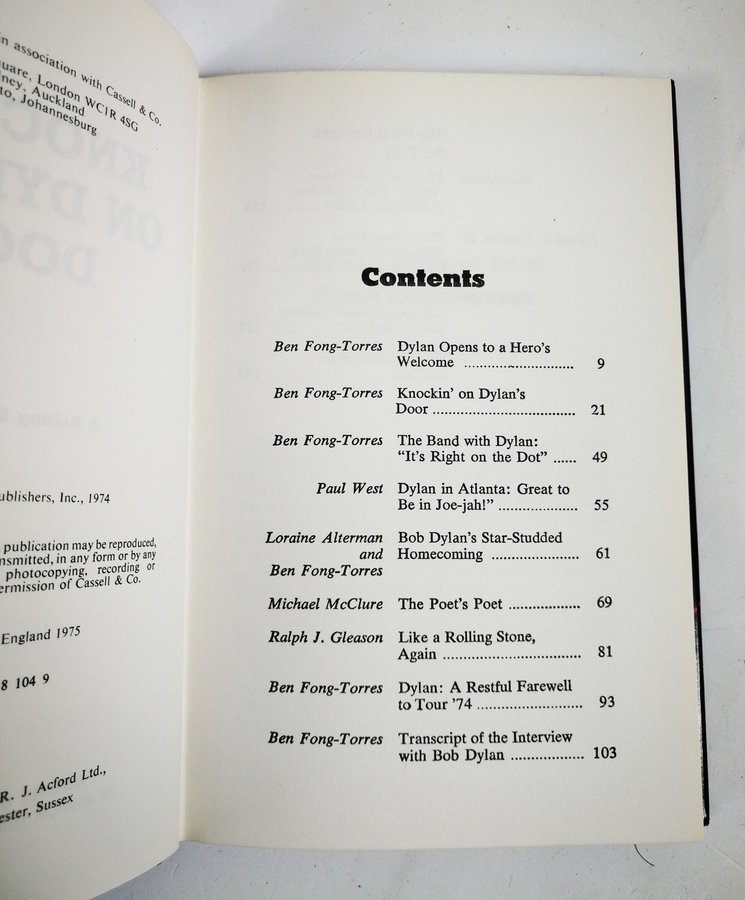 n association with Cassell & Co.
uare, London WC1R 4SG
ney, Auckland
to, Johannesburg
ublishers, Inc., 1974
publication may be reproduced,
nsmitted, in any form or by any
photocopying, recording or
ermission of Cassell & Co.
England 1975
8 104 9
R. J. Acford Ltd.,
ester, Sussex
Contents
Ben Fong-Torres Dylan Opens to a Hero's
Welcome ............................ 9
Ben Fong-Torres Knockin' on Dylan's
Door .................................... 21
Ben Fong-Torres The Band with Dylan:
“It's Right on the Dot” ...... 49
Paul West Dylan in Atlanta: Great to
Be in Joe-jah!” .................... 55
Loraine Alterman Bob Dylan's Star-Studded
and Homecoming ...................... 61
Ben Fong-Torres
Michael McClure The Poet's Poet .................. 69
Ralph J. Gleason Like a Rolling Stone,
Again ................................... 81
Ben Fong-Torres Dylan: A Restful Farewell
to Tour '74 ........................... 93
Ben Fong-Torres Transcript of the Interview
with Bob Dylan .................. 103